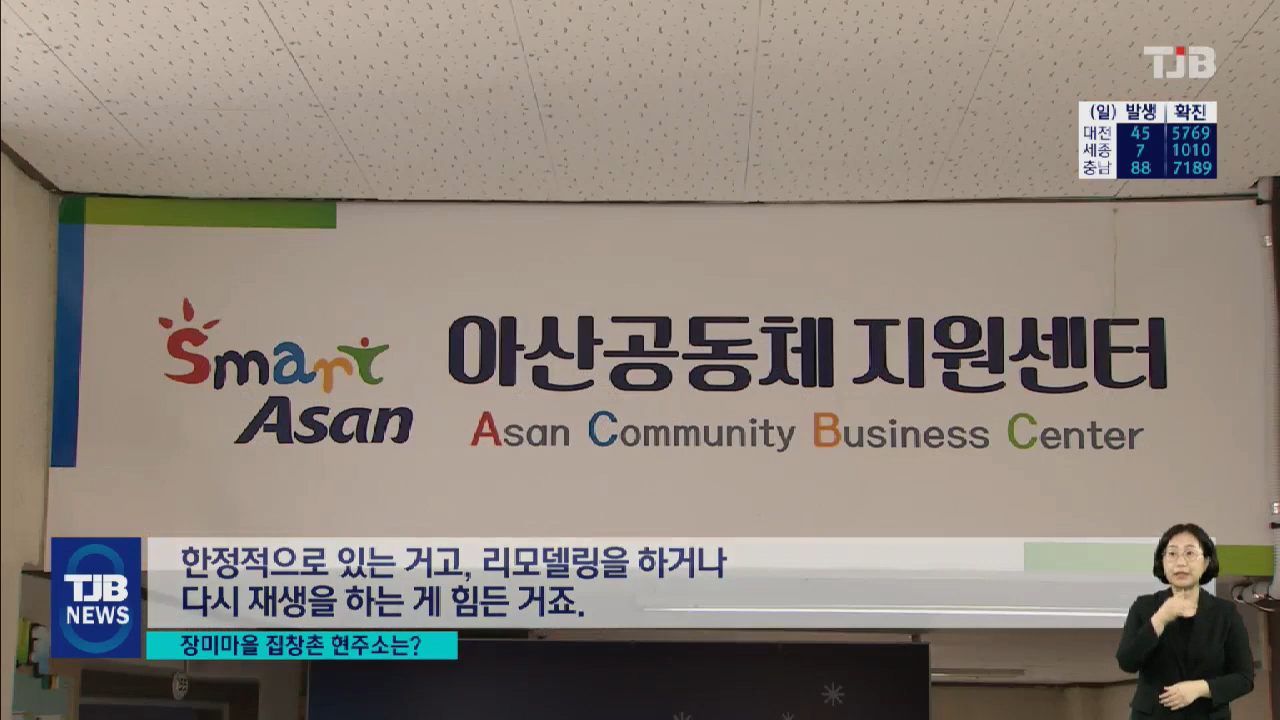 TJB
(일) 발생 확진
대전 45 5769
세종 7 1010
충남 88 7189
Smart
Asan
아산공동체 지원센터
Asan Community Business Center
한정적으로 있는 거고, 리모델링을 하거나
다시 재생을 하는 게 힘든 거죠.
8
TJB
NEWS
장미마을 집창촌 현주소는?